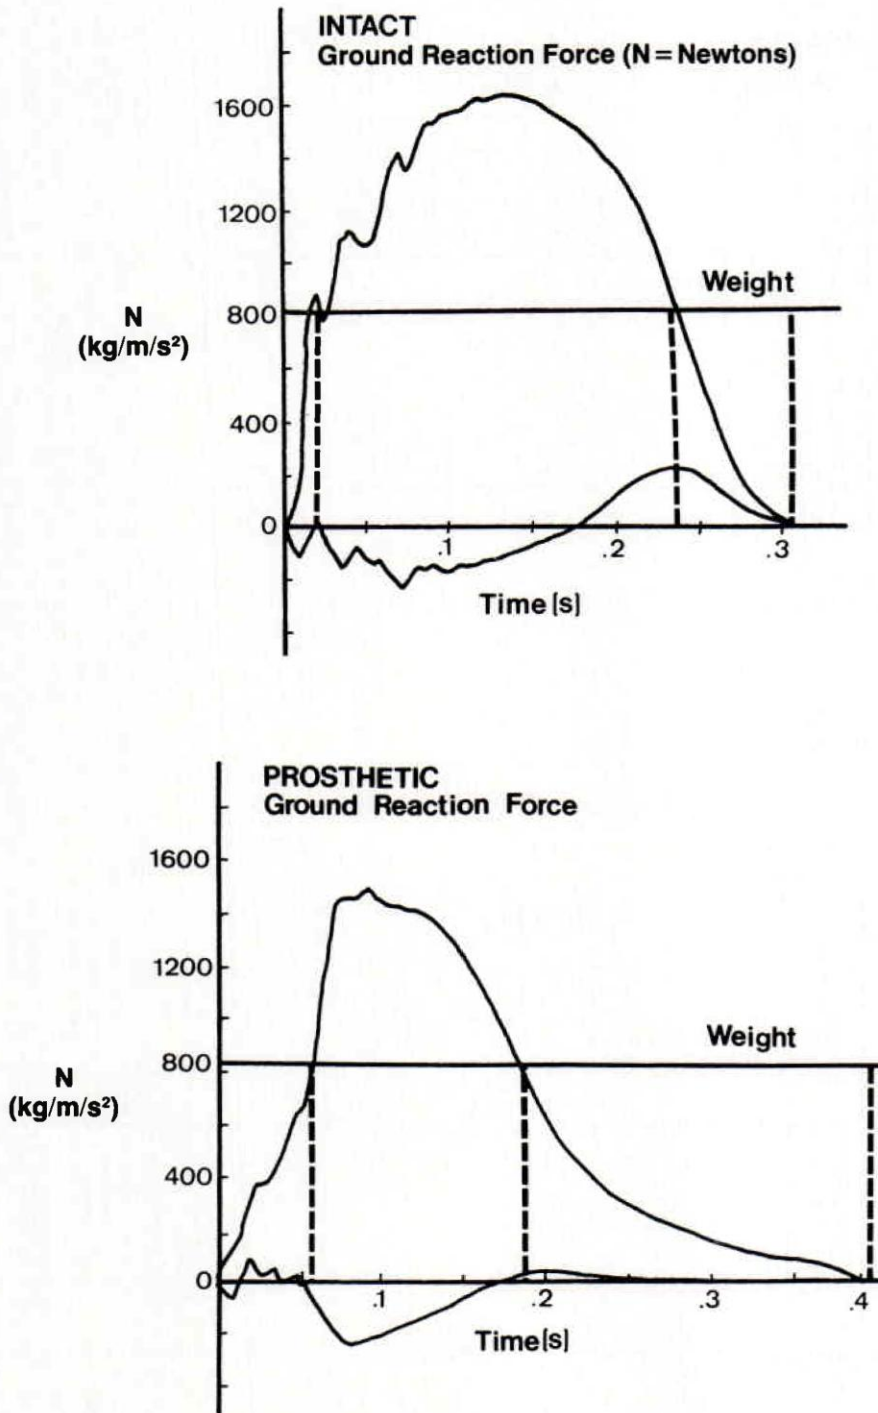 INTACT
Ground Reaction Force (N=Newtons)
1600
1200
Weight
N
800
(kg/m/s²)
400
0
.1
.2
.3
Time(s)
PROSTHETIC
Ground Reaction Force
1600
1200
Weight
800
N
(kg/m/s²)
400
0
.1
.2
.3
.4
Time(s)